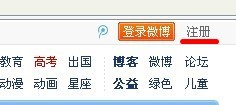 登录微博 注册
教育 高考 出国 博客 微博 论坛
动漫 动画 星座 公益 绿色 儿童